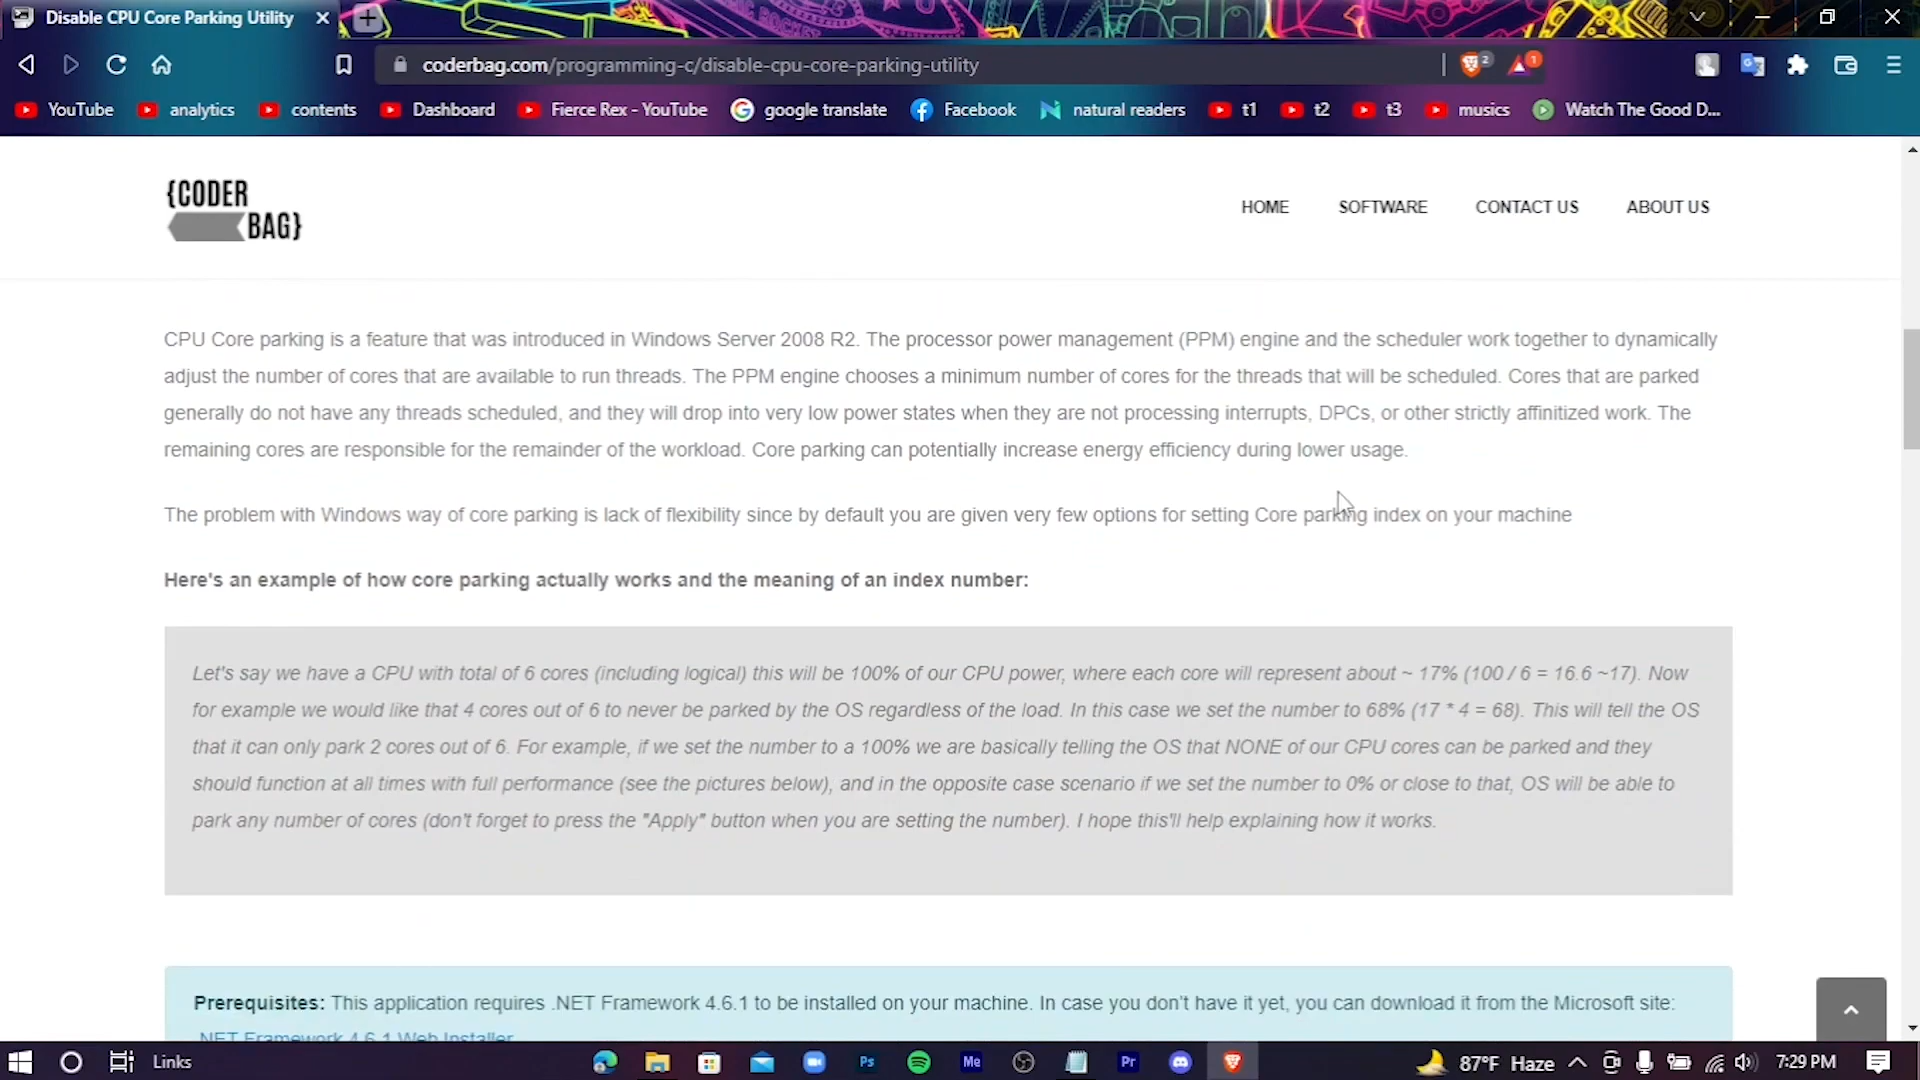 Disable CPU Core Parking Utility
coderbag.com/programming-c/disable-cpu-core-parking-utility
2
1
YouTube
analytics
contents
Dashboard
Fierce Rex - YouTube
google translate
Facebook
natural readers
t1
t2
t3
musics
Watch The Good D...
{CODER
BAG}
HOME
SOFTWARE
CONTACT US
ABOUT US
CPU Core parking is a feature that was introduced in Windows Server 2008 R2. The processor power management (PPM) engine and the scheduler work together to dynamically
adjust the number of cores that are available to run threads. The PPM engine chooses a minimum number of cores for the threads that will be scheduled. Cores that are parked
generally do not have any threads scheduled, and they will drop into very low power states when they are not processing interrupts, DPCs, or other strictly affinitized work. The
remaining cores are responsible for the remainder of the workload. Core parking can potentially increase energy efficiency during lower usage.
The problem with Windows way of core parking is lack of flexibility since by default you are given very few options for setting Core parking index on your machine
Here's an example of how core parking actually works and the meaning of an index number:
Let's say we have a CPU with total of 6 cores (including logical) this will be 100% of our CPU power, where each core will represent about ~ 17% (100 / 6 = 16.6 ~17). Now
for example we would like that 4 cores out of 6 to never be parked by the OS regardless of the load. In this case we set the number to 68% (17 * 4 = 68). This will tell the OS
that it can only park 2 cores out of 6. For example, if we set the number to a 100% we are basically telling the OS that NONE of our CPU cores can be parked and they
should function at all times with full performance (see the pictures below), and in the opposite case scenario if we set the number to 0% or close to that, OS will be able to
park any number of cores (don't forget to press the "Apply" button when you are setting the number). I hope this'll help explaining how it works.
Prerequisites: This application requires .NET Framework 4.6.1 to be installed on your machine. In case you don't have it yet, you can download it from the Microsoft site:
.NET Framework 4.6.1 Web Installer
Links
Ps
Me
Pr
87°F Haze
7:29 PM